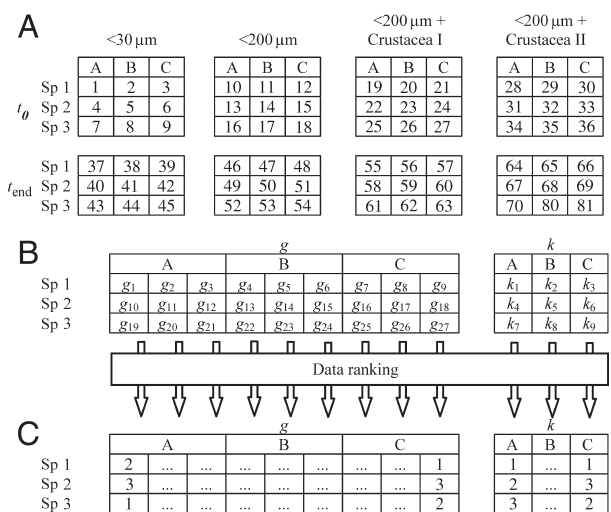 A
<30 µm <200 µm <200 µm + Crustacea I <200 µm + Crustacea II
A B C A B C A B C A B C
t0 Sp 1 1 2 3 10 11 12 19 20 21 28 29 30
Sp 2 4 5 6 13 14 15 22 23 24 31 32 33
Sp 3 7 8 9 16 17 18 25 26 27 34 35 36
tend Sp 1 37 38 39 46 47 48 55 56 57 64 65 66
Sp 2 40 41 42 49 50 51 58 59 60 67 68 69
Sp 3 43 44 45 52 53 54 61 62 63 70 80 81
B
g k
A B C A B C
Sp 1 g1 g2 g3 g4 g5 g6 g7 g8 g9 k1 k2 k3
Sp 2 g10 g11 g12 g13 g14 g15 g16 g17 g18 k4 k5 k6
Sp 3 g19 g20 g21 g22 g23 g24 g25 g26 g27 k7 k8 k9
Data ranking
C
g k
A B C A B C
Sp 1 2 ... ... ... ... ... ... ... 1 1 ... 1
Sp 2 3 ... ... ... ... ... ... ... 3 2 ... 3
Sp 3 1 ... ... ... ... ... ... ... 2 3 ... 2